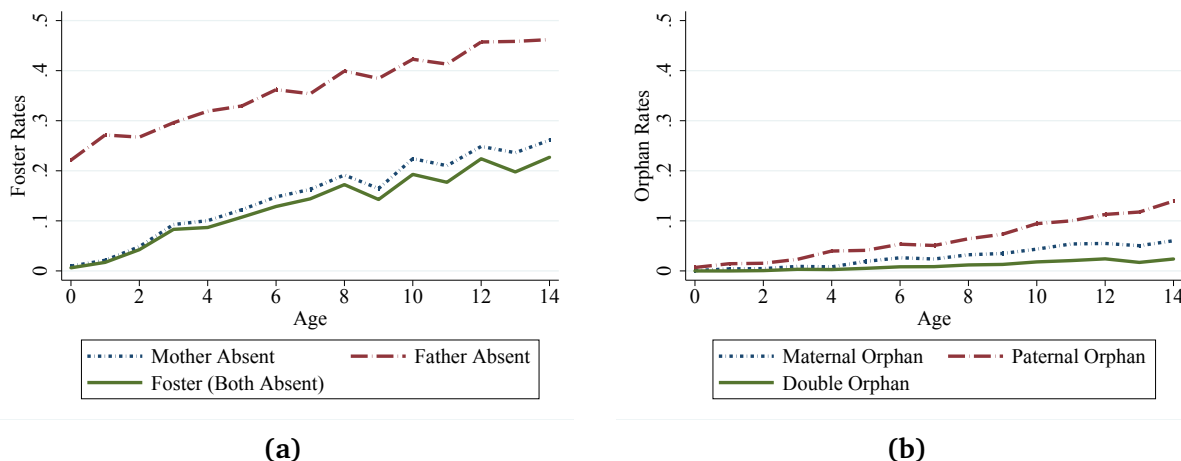 .5
.4
.3
.2
.1
0
Foster Rates
0 2 4 6 8 10 12 14
Age
Mother Absent Father Absent
Foster (Both Absent)
(a)
.5
.4
.3
.2
.1
0
Orphan Rates
0 2 4 6 8 10 12 14
Age
Maternal Orphan Paternal Orphan
Double Orphan
(b)